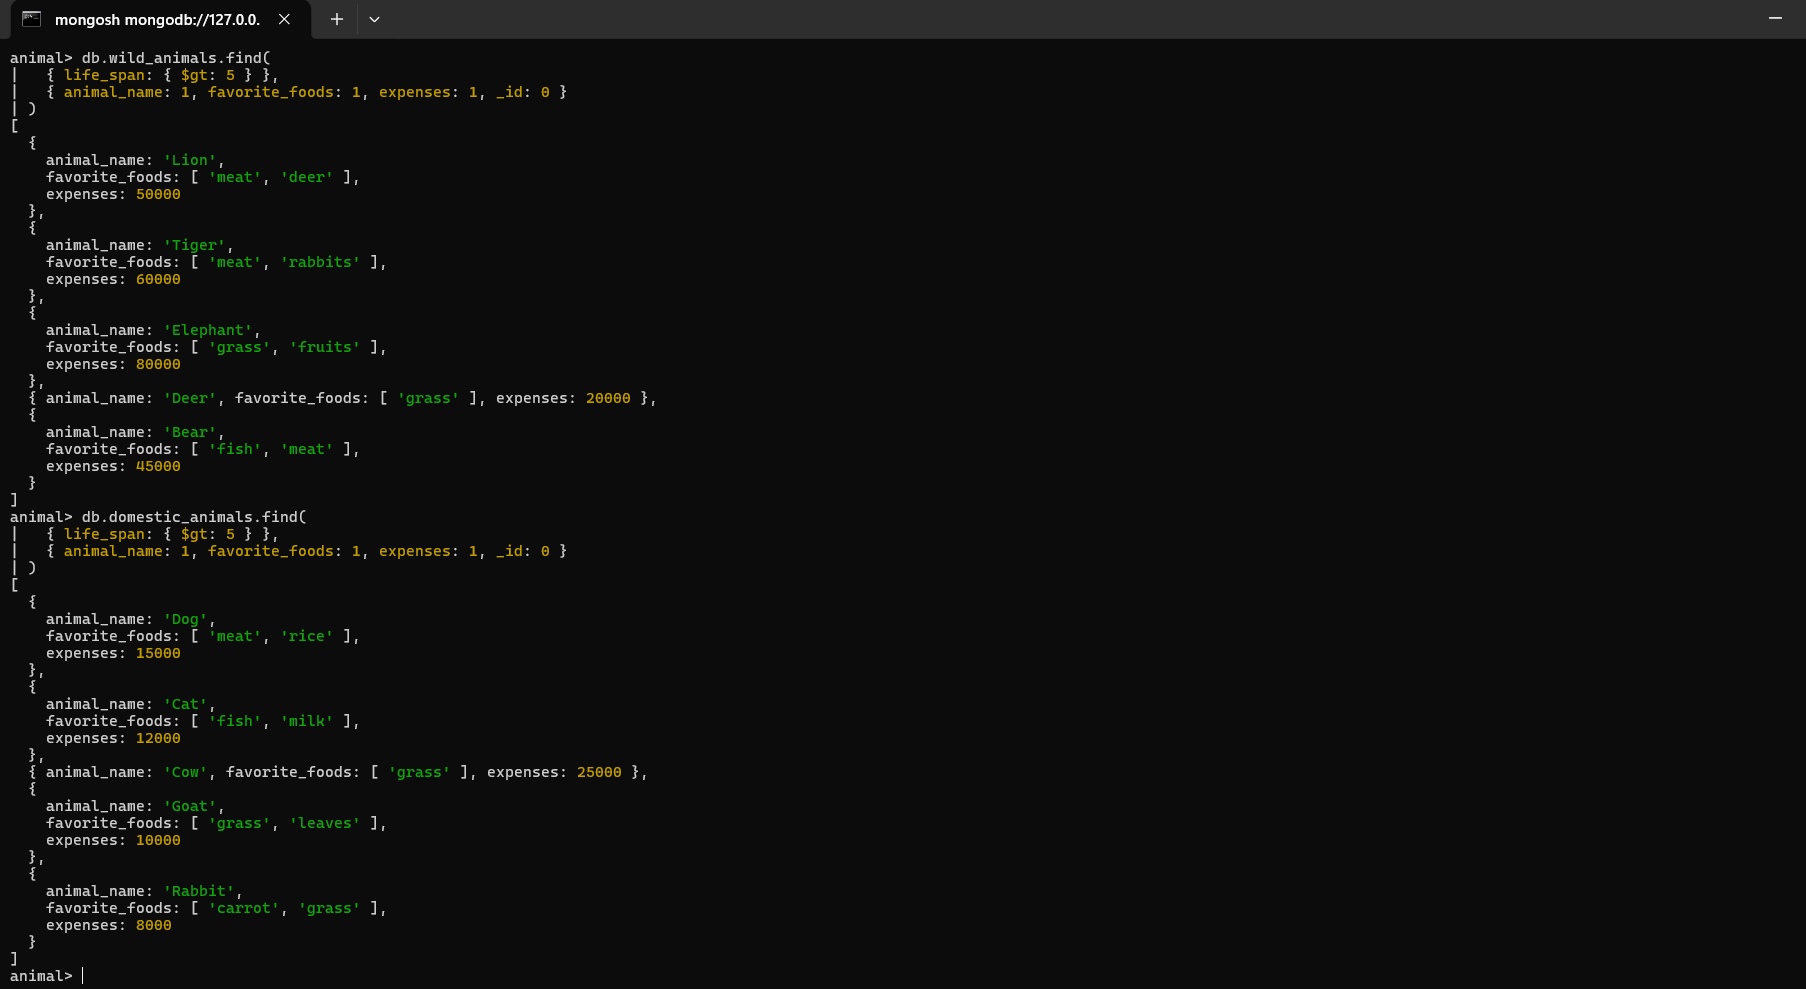 mongosh mongodb://127.0.0.
animal> db.wild_animals.find(
|   { life_span: { $gt: 5 } },
|   { animal_name: 1, favorite_foods: 1, expenses: 1, _id: 0 }
| )
[
  {
    animal_name: 'Lion',
    favorite_foods: [ 'meat', 'deer' ],
    expenses: 50000
  },
  {
    animal_name: 'Tiger',
    favorite_foods: [ 'meat', 'rabbits' ],
    expenses: 60000
  },
  {
    animal_name: 'Elephant',
    favorite_foods: [ 'grass', 'fruits' ],
    expenses: 80000
  },
  { animal_name: 'Deer', favorite_foods: [ 'grass' ], expenses: 20000 },
  {
    animal_name: 'Bear',
    favorite_foods: [ 'fish', 'meat' ],
    expenses: 45000
  }
]
animal> db.domestic_animals.find(
|   { life_span: { $gt: 5 } },
|   { animal_name: 1, favorite_foods: 1, expenses: 1, _id: 0 }
| )
[
  {
    animal_name: 'Dog',
    favorite_foods: [ 'meat', 'rice' ],
    expenses: 15000
  },
  {
    animal_name: 'Cat',
    favorite_foods: [ 'fish', 'milk' ],
    expenses: 12000
  },
  { animal_name: 'Cow', favorite_foods: [ 'grass' ], expenses: 25000 },
  {
    animal_name: 'Goat',
    favorite_foods: [ 'grass', 'leaves' ],
    expenses: 10000
  },
  {
    animal_name: 'Rabbit',
    favorite_foods: [ 'carrot', 'grass' ],
    expenses: 8000
  }
]
animal>